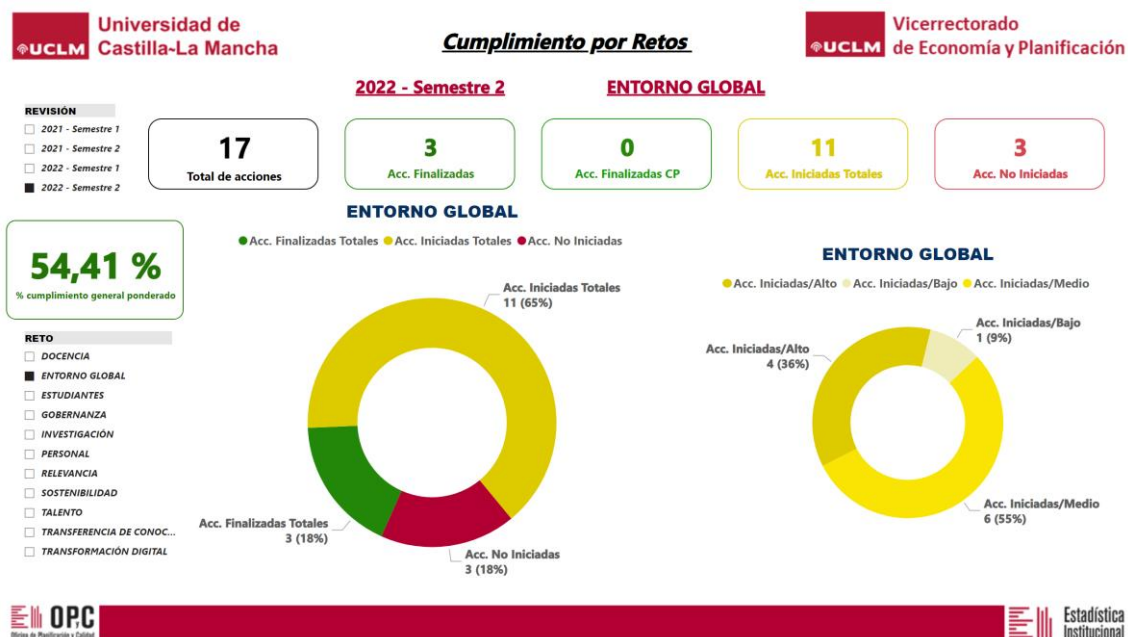 Universidad de
Castilla~La Mancha
UCLM
Cumplimiento por Retos
Vicerrectorado
de Economía y Planificación
UCLM
2022 - Semestre 2
ENTORNO GLOBAL
REVISIÓN
2021 - Semestre 1
2021 - Semestre 2
2022 - Semestre 1
2022 - Semestre 2
17
Total de acciones
3
Acc. Finalizadas
0
Acc. Finalizadas CP
11
Acc. Iniciadas Totales
3
Acc. No Iniciadas
54,41 %
% cumplimiento general ponderado
RETO
DOCENCIA
ENTORNO GLOBAL
ESTUDIANTES
GOBERNANZA
INVESTIGACIÓN
PERSONAL
RELEVANCIA
SOSTENIBILIDAD
TALENTO
TRANSFERENCIA DE CONOC...
TRANSFORMACIÓN DIGITAL
ENTORNO GLOBAL
Acc. Finalizadas Totales Acc. Iniciadas Totales Acc. No Iniciadas
Acc. Iniciadas Totales
11 (65%)
Acc. Finalizadas Totales
3 (18%)
Acc. No Iniciadas
3 (18%)
ENTORNO GLOBAL
Acc. Iniciadas/Alto Acc. Iniciadas/Bajo Acc. Iniciadas/Medio
Acc. Iniciadas/Bajo
1 (9%)
Acc. Iniciadas/Alto
4 (36%)
Acc. Iniciadas/Medio
6 (55%)
OPC
Oficina de Planificación y Calidad
Estadística
Institucional